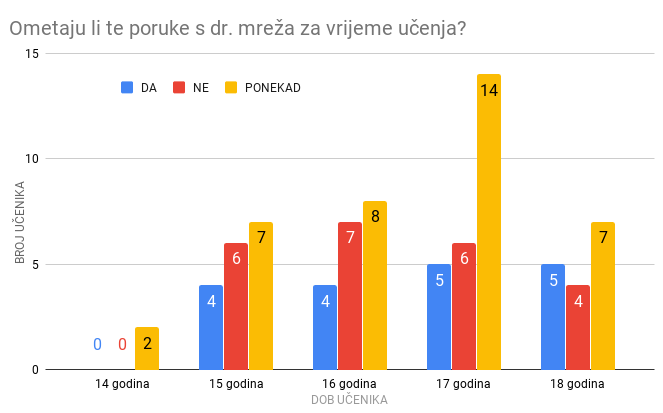 Ometaju li te poruke s dr. mreža za vrijeme učenja?
15
DA NE PONEKAD
14
10
BROJ UČENIKA
8
7 7 7
6 6
5
5 5
4 4 4
0 0 2
0
14 godina 15 godina 16 godina 17 godina 18 godina
DOB UČENIKA